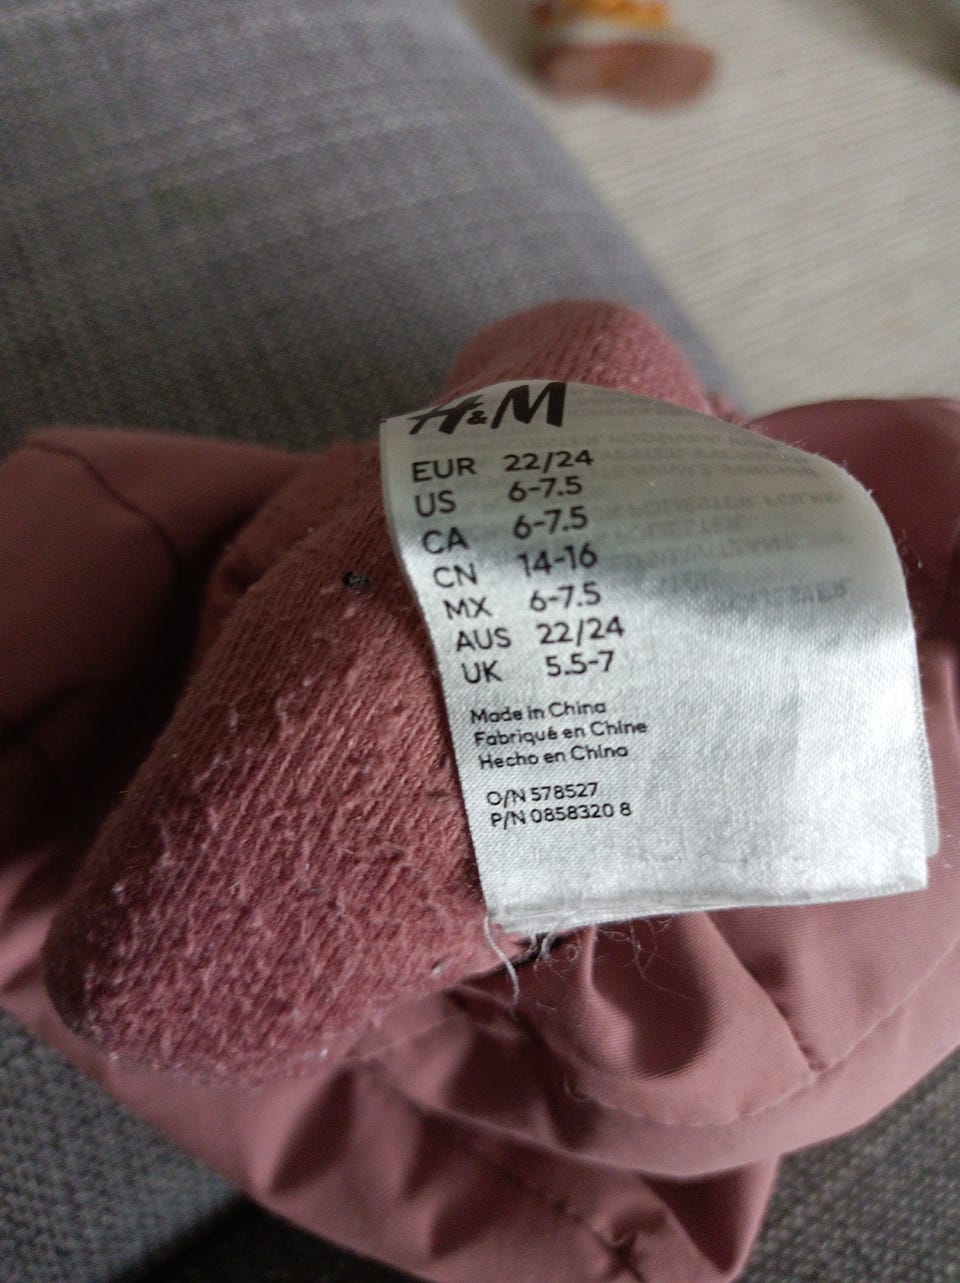 H&M
EUR 22/24
US 6-7.5
CA 6-7.5
CN 14-16
MX 6-7.5
AUS 22/24
UK 5.5-7
Made in China
Fabriqué en Chine
Hecho en China
O/N 578527
P/N 0858320 8